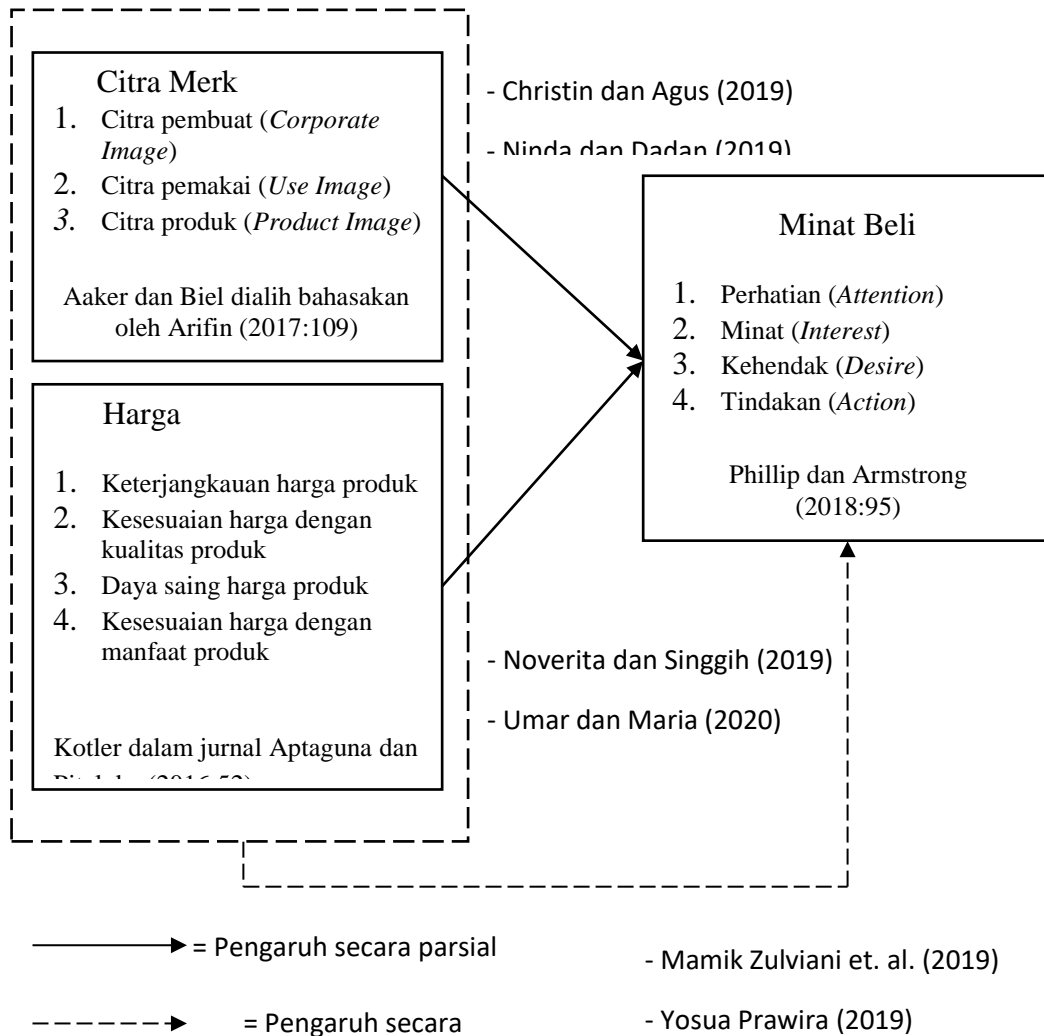 Citra Merk
1. Citra pembuat (Corporate
Image)
2. Citra pemakai (Use Image)
3. Citra produk (Product Image)
Aaker dan Biel dialih bahasakan
oleh Arifin (2017:109)
- Christin dan Agus (2019)
- Ninda dan Dadan (2019)
Minat Beli
1. Perhatian (Attention)
2. Minat (Interest)
3. Kehendak (Desire)
4. Tindakan (Action)
Phillip dan Armstrong
(2018:95)
Harga
1. Keterjangkauan harga produk
2. Kesesuaian harga dengan
kualitas produk
3. Daya saing harga produk
4. Kesesuaian harga dengan
manfaat produk
Kotler dalam jurnal Aptaguna dan
- Noverita dan Singgih (2019)
- Umar dan Maria (2020)
= Pengaruh secara parsial
= Pengaruh secara
- Mamik Zulviani et. al. (2019)
- Yosua Prawira (2019)